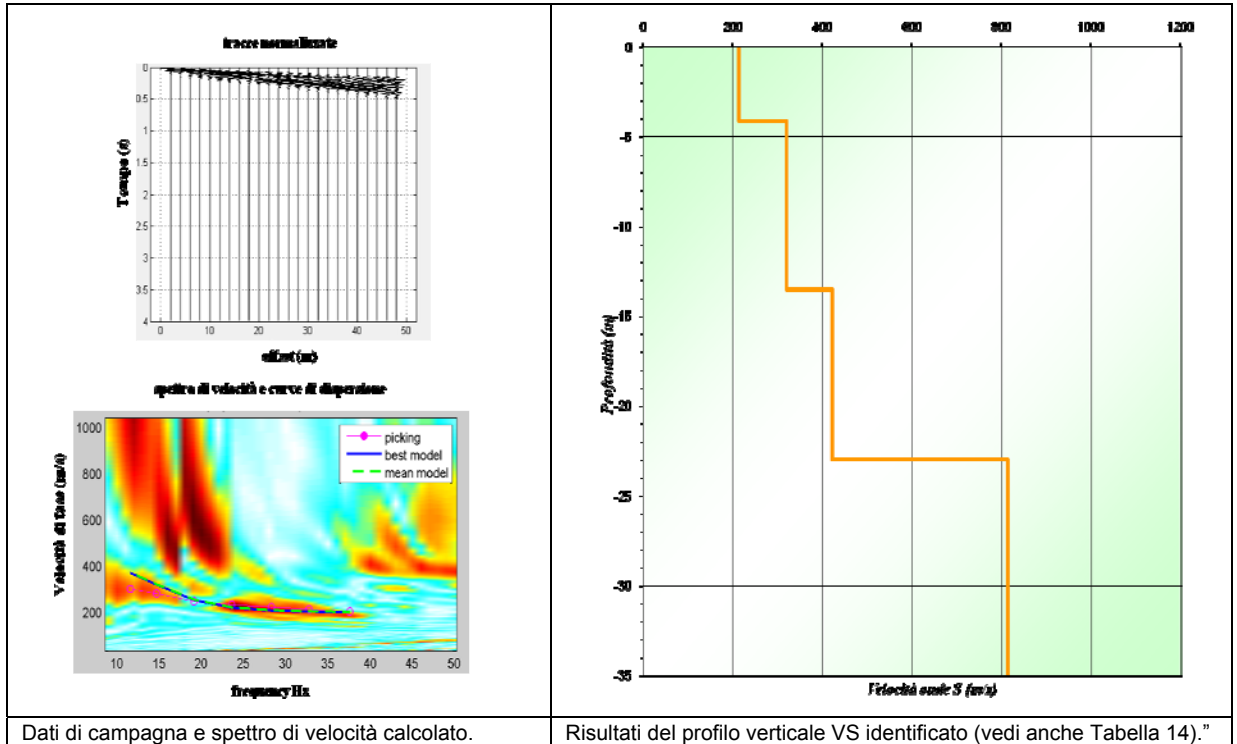 tracce normalizzate
0
0.5
1
1.5
2
2.5
3
3.5
4
Tempo (s)
0 10 20 30 40 50
offset (m)
spettro di velocità e curve di dispersione
1000
800
600
400
200
Velocità di fase (m/s)
picking
best model
mean model
10 15 20 25 30 35 40 45 50
frequency Hz
Dati di campagna e spettro di velocità calcolato.
0 200 400 600 800 1000 1200
0
-5
-10
-15
-20
-25
-30
-35
Profondità (m)
Velocità onde S (m/s)
Risultati del profilo verticale VS identificato (vedi anche Tabella 14).”